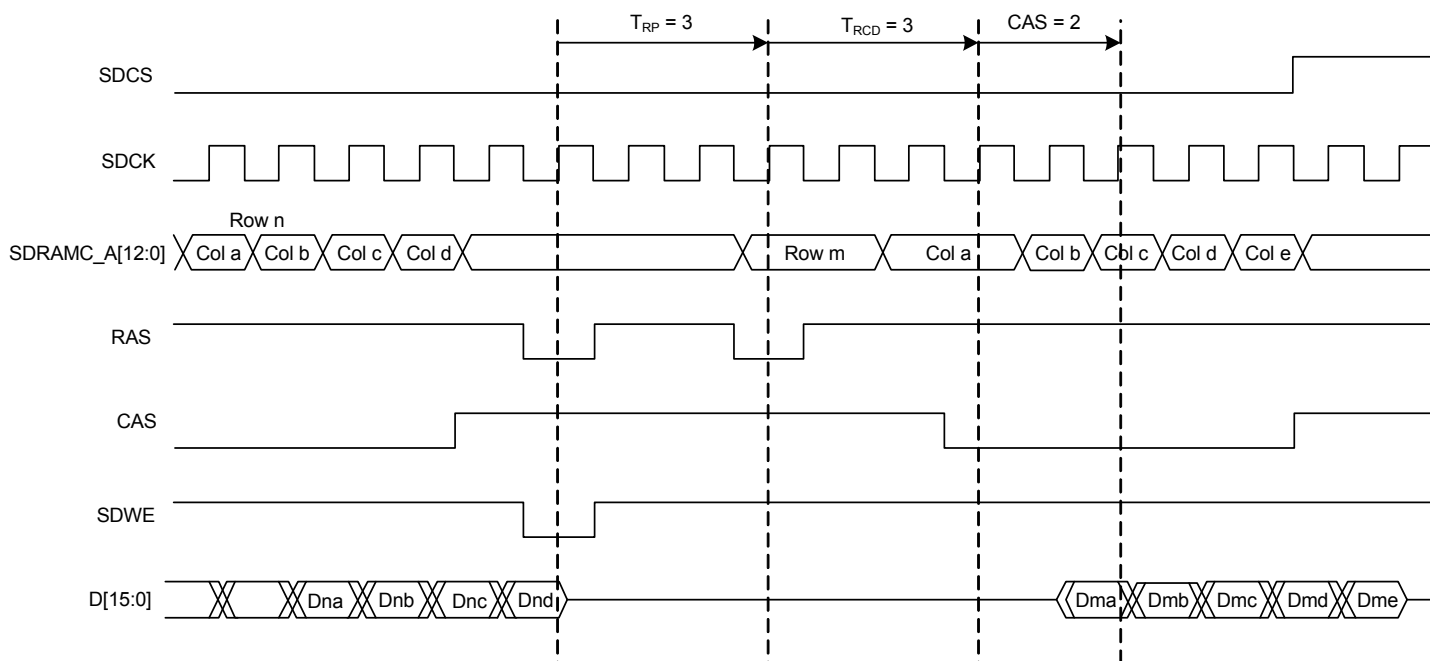 T_RP = 3 T_RCD = 3 CAS = 2
SDCS
SDCK
Row n
SDRAMC_A[12:0] Col a Col b Col c Col d Row m Col a Col b Col c Col d Col e
RAS
CAS
SDWE
D[15:0] Dna Dnb Dnc Dnd Dma Dmb Dmc Dmd Dme